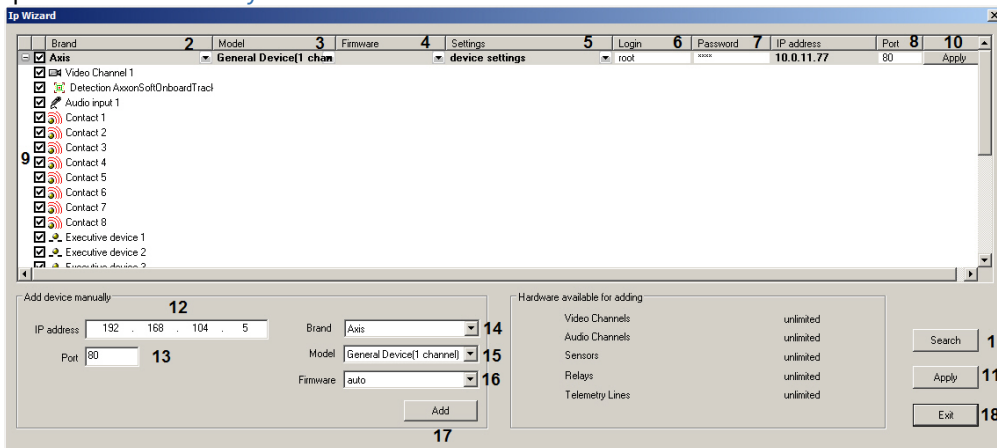 Ip Wizard
Brand 2 Model 3 Firmware 4 Settings 5 Login 6 Password 7 IP address Port 8 10
Axis General Device(1 chan device settings root xxxx 10.0.11.77 80 Apply
Video Channel 1
Detection AxxonSoftOnboardTrack
Audio input 1
Contact 1
Contact 2
Contact 3
9 Contact 4
Contact 5
Contact 6
Contact 7
Contact 8
Executive device 1
Executive device 2
Executive device 3
Add device manually
12
IP address 192 . 168 . 104 . 5
Port 80 13
Brand Axis 14
Model General Device(1 channel) 15
Firmware auto 16
Add
17
Hardware available for adding
Video Channels unlimited
Audio Channels unlimited
Sensors unlimited
Relays unlimited
Telemetry Lines unlimited
Search 1
Apply 11
Exit 18